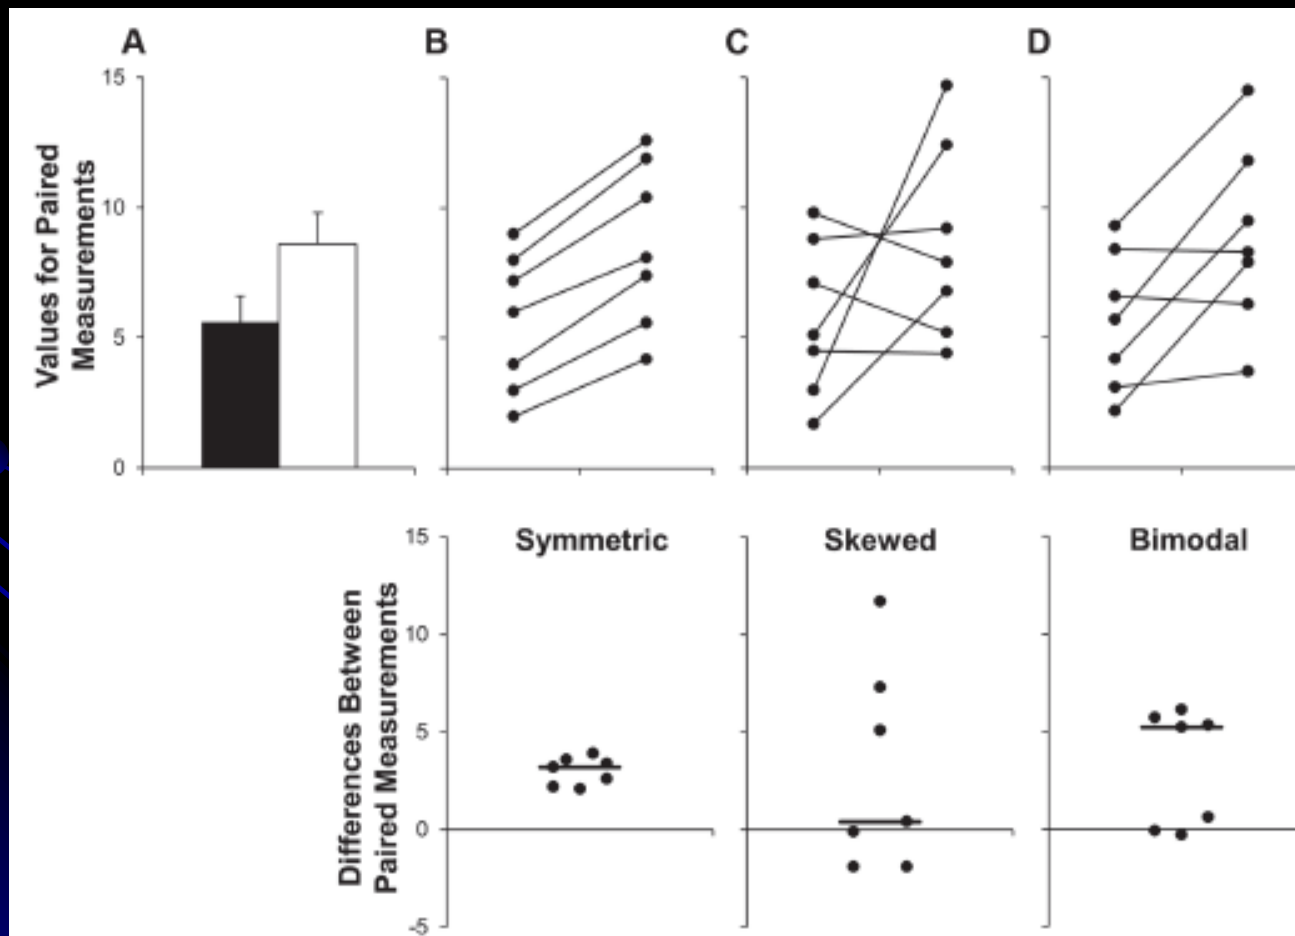 A
B
C
D
15
10
5
0
Values for Paired
Measurements
Symmetric
Skewed
Bimodal
15
10
5
0
-5
Differences Between
Paired Measurements